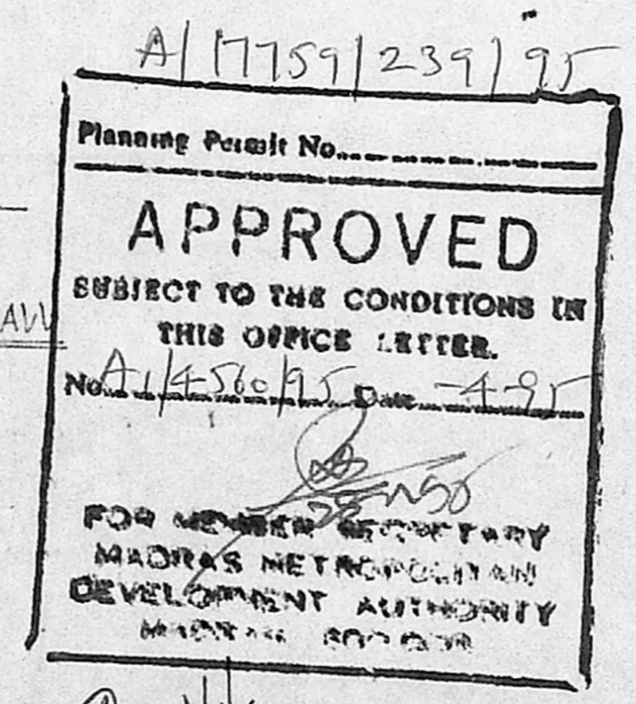 A/17759/239/95
Planning Permit No.
APPROVED
SUBJECT TO THE CONDITIONS IN
THIS OFFICE LETTER.
No. A1/4560/95 Date -4-95
FOR MEMBER SECRETARY
MADRAS METROPOLITAN
DEVELOPMENT AUTHORITY
MADRAS